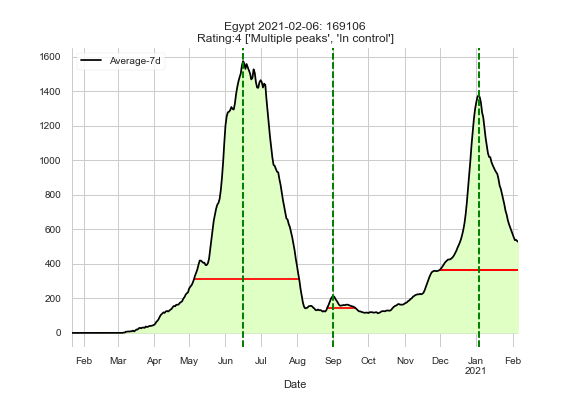 Egypt 2021-02-06: 169106
Rating:4 ['Multiple peaks', 'In control']
Average-7d
1600
1400
1200
1000
800
600
400
200
0
Feb Mar Apr May Jun Jul Aug Sep Oct Nov Dec Jan Feb
2021
Date